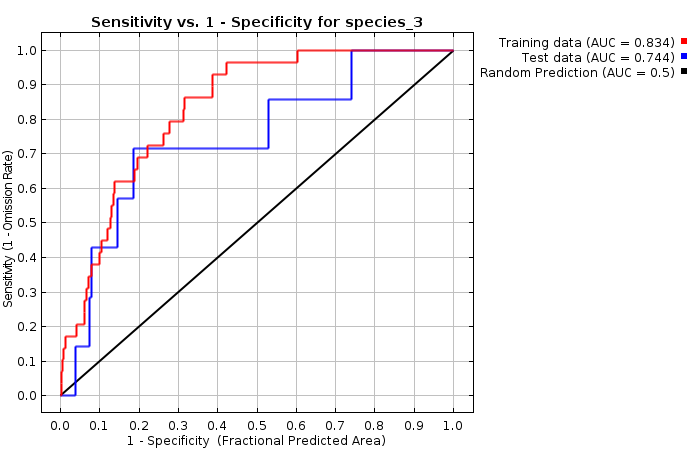 Sensitivity vs. 1 - Specificity for species_3
Training data (AUC = 0.834)
Test data (AUC = 0.744)
Random Prediction (AUC = 0.5)
Sensitivity (1 - Omission Rate)
1.0
0.9
0.8
0.7
0.6
0.5
0.4
0.3
0.2
0.1
0.0
0.0 0.1 0.2 0.3 0.4 0.5 0.6 0.7 0.8 0.9 1.0
1 - Specificity (Fractional Predicted Area)